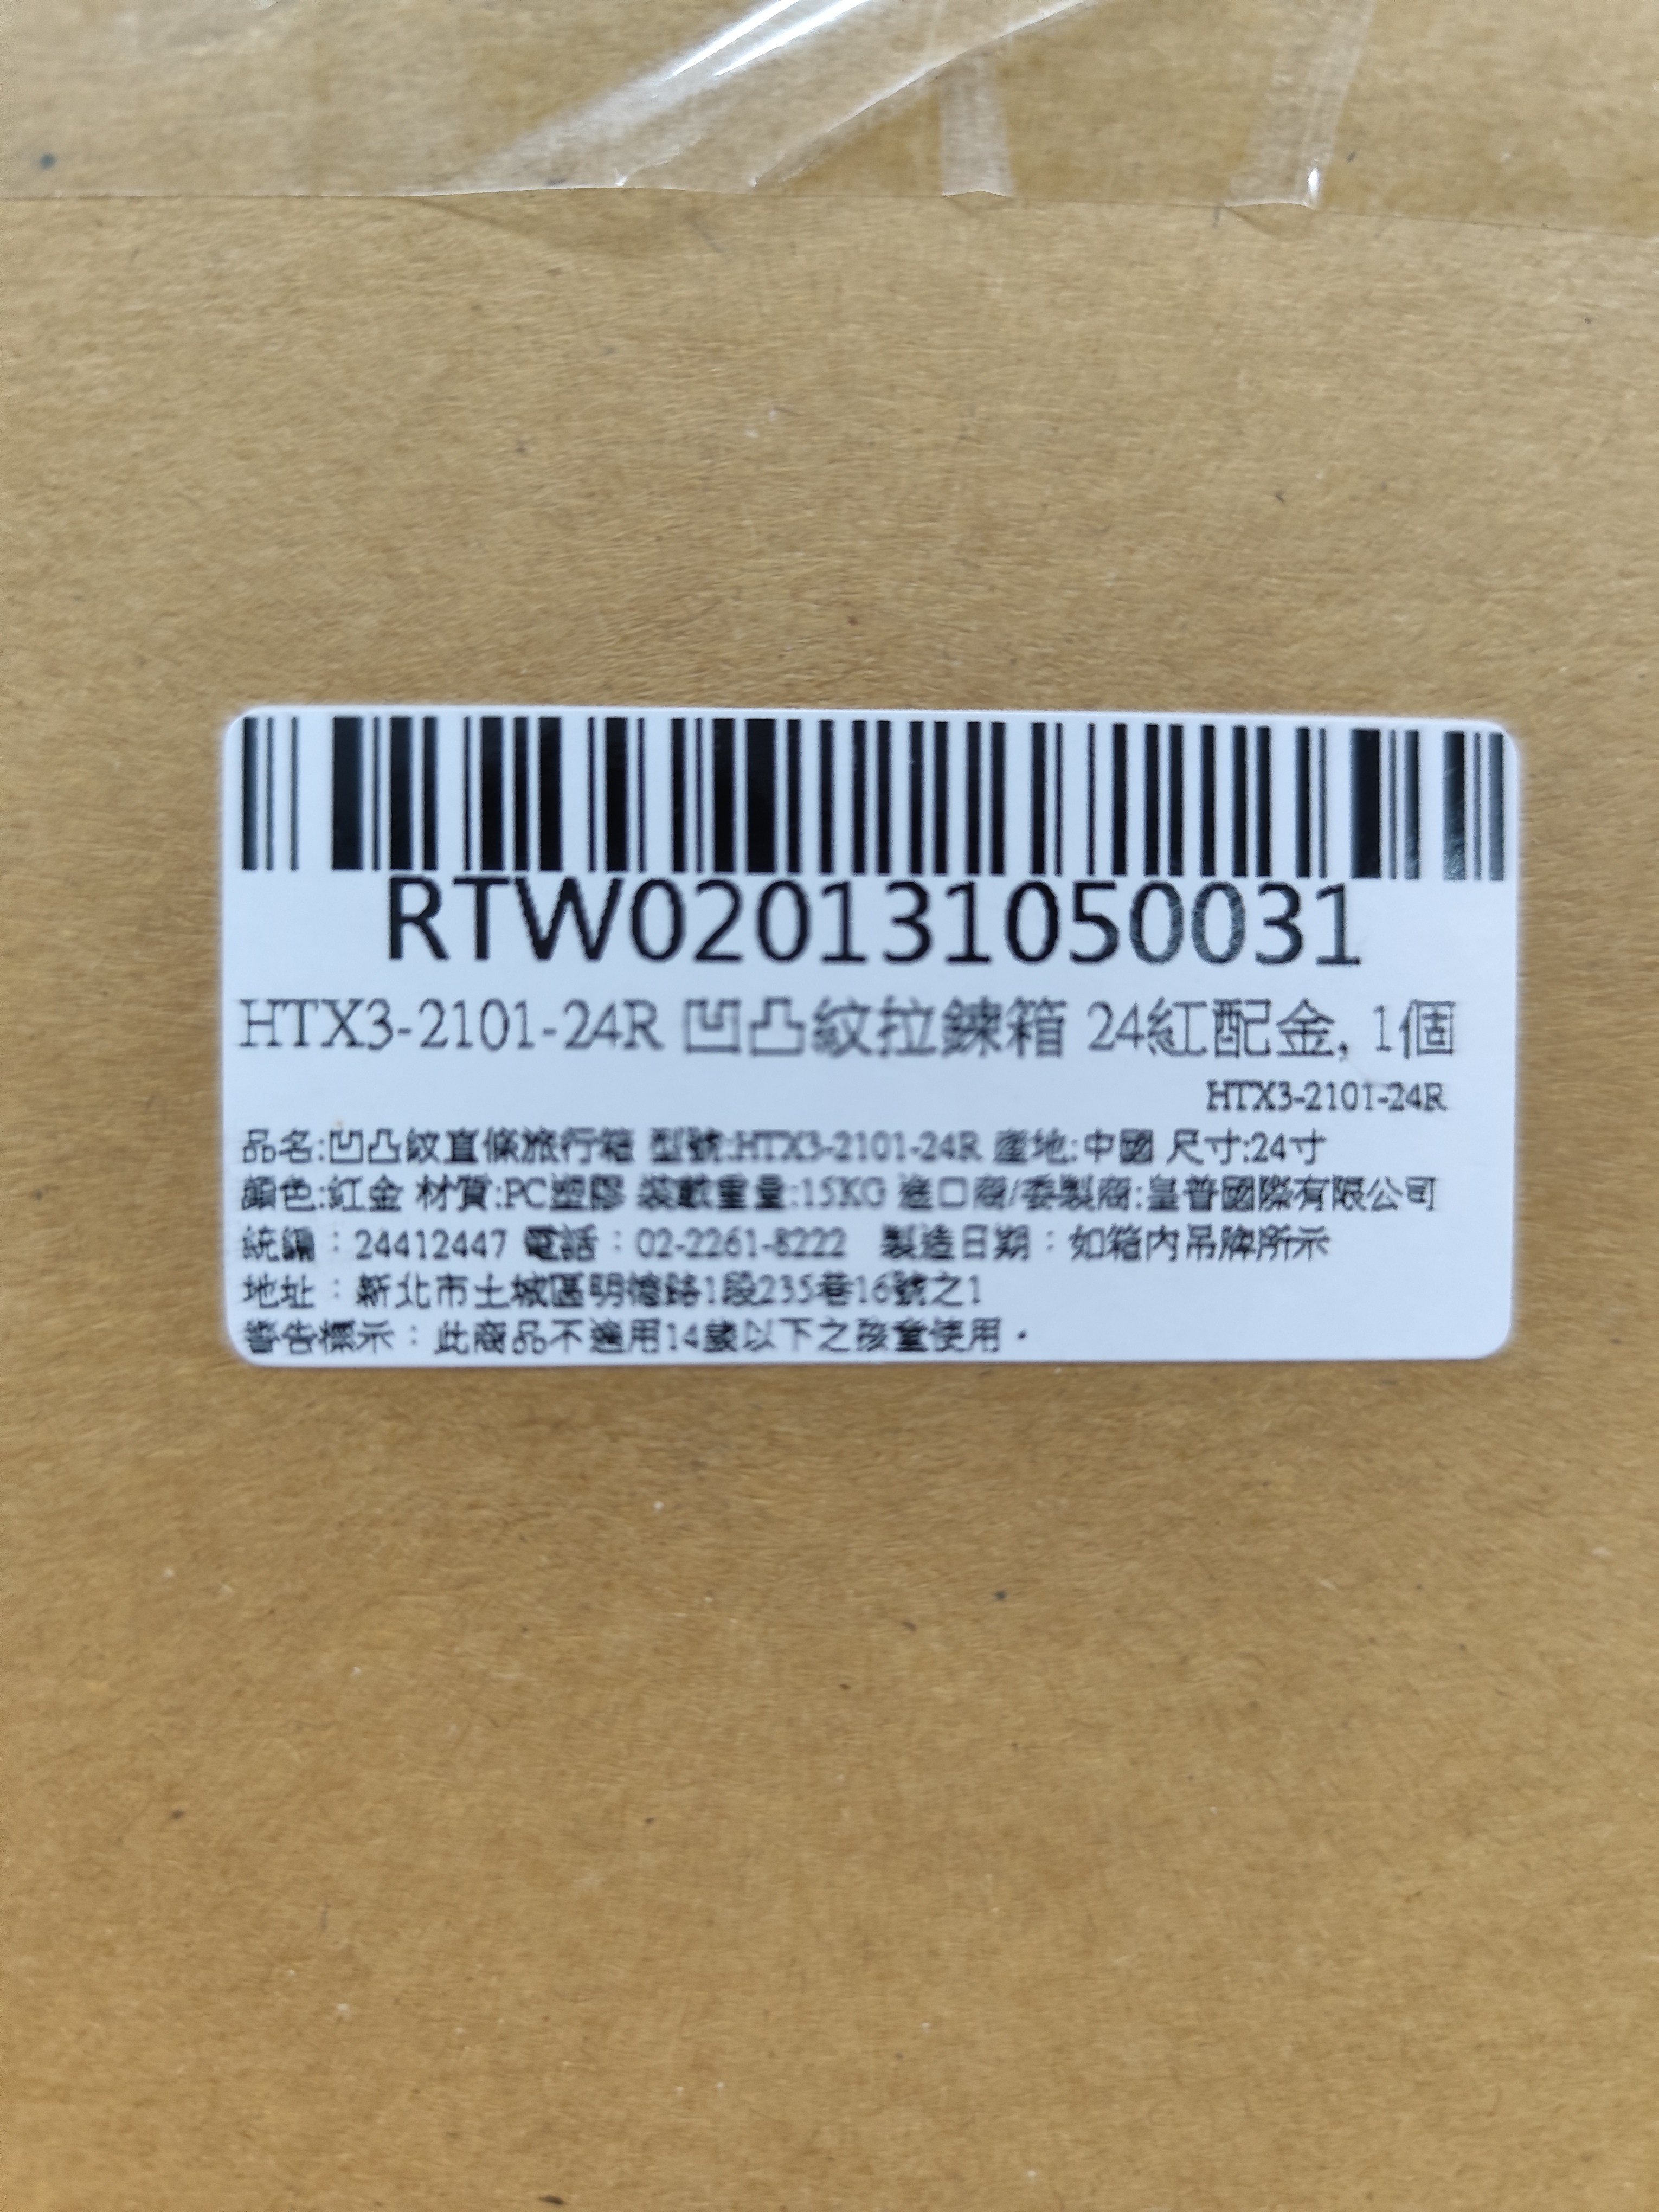 RTW020131050031
HTX3-2101-24R 凹凸紋拉鍊箱 24紅配金, 1個
HTX3-2101-24R
品名:凹凸紋直條旅行箱 型號:HTX3-2101-24R 產地:中國 尺寸:24寸
顏色:紅金 材質:PC塑膠 裝載重量:15KG 進口商/委製商:皇普國際有限公司
統編：24412447 電話：02-2261-8222 製造日期：如箱內吊牌所示
地址：新北市土城區明德路1段235巷16號之1
警告標示：此商品不適用14歲以下之孩童使用。